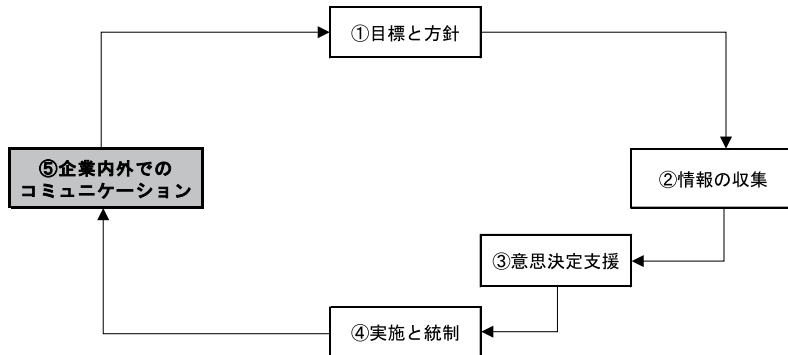 ①目標と方針
②情報の収集
③意思決定支援
④実施と統制
⑤企業内外での
コミュニケーション